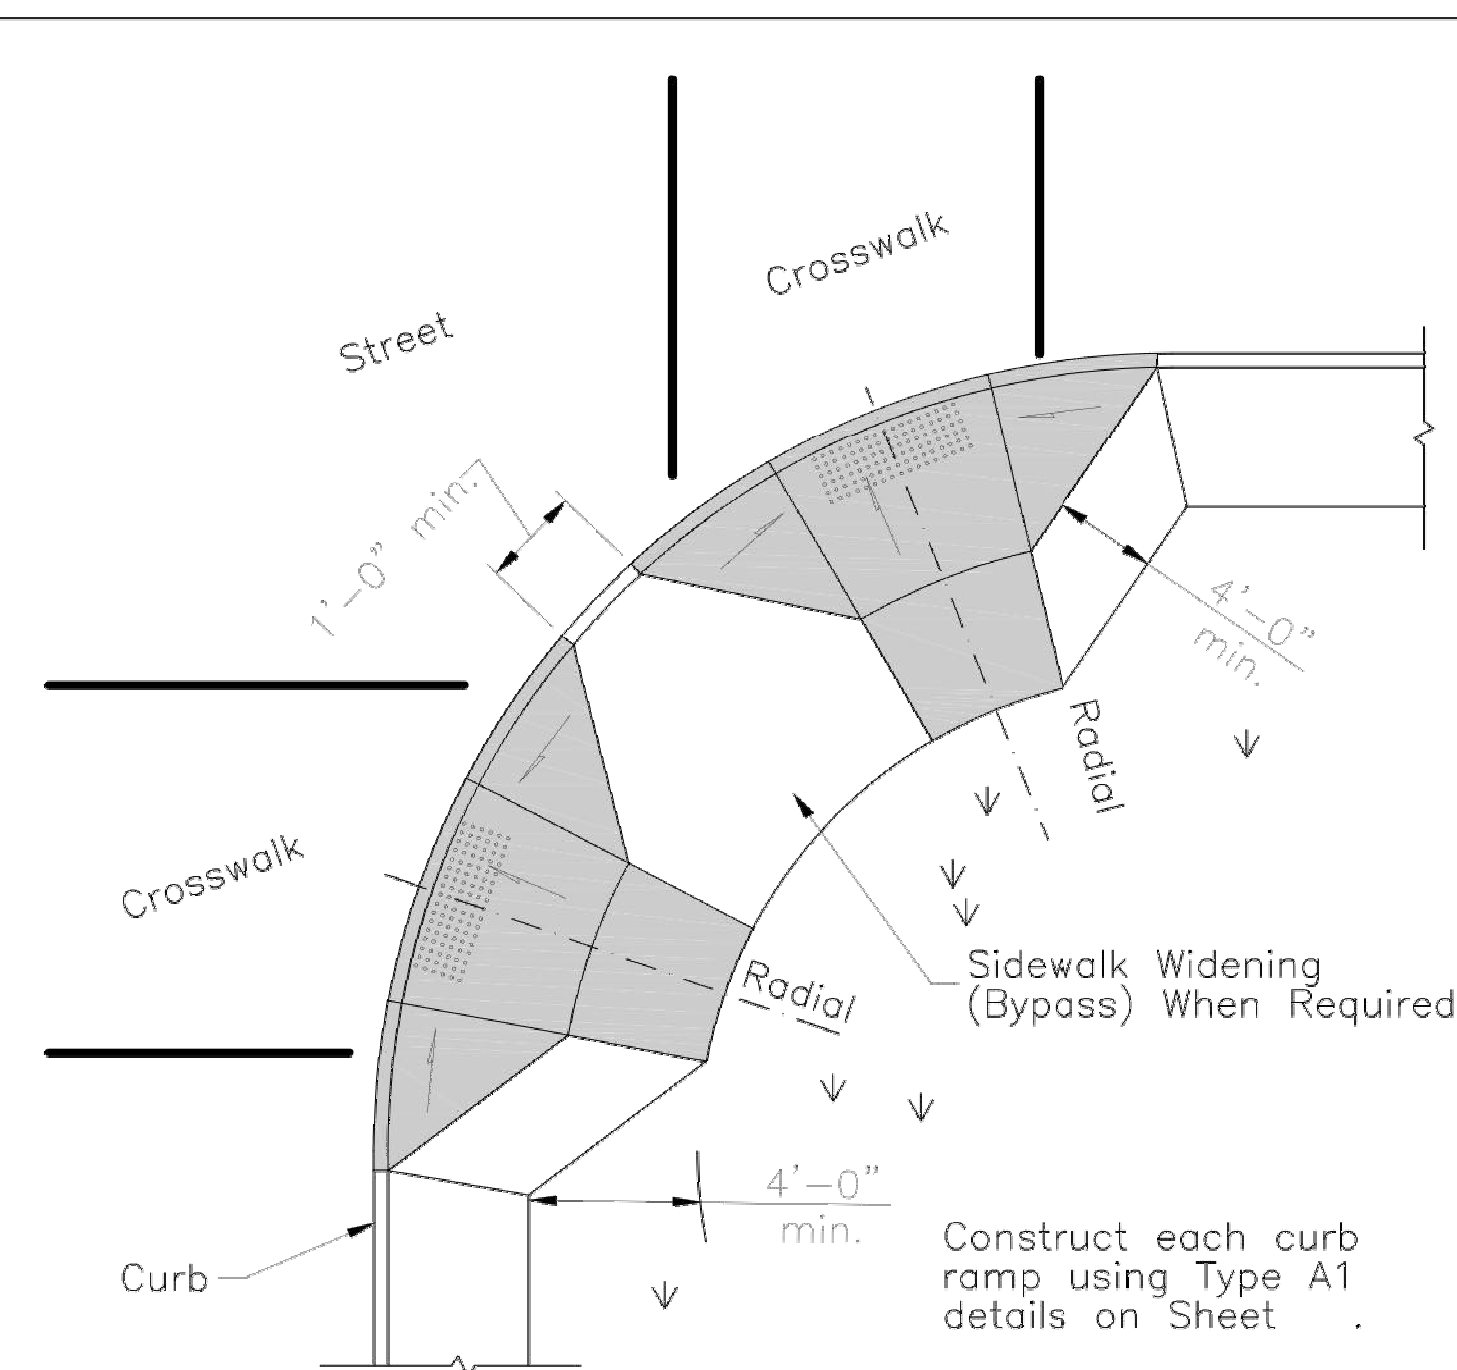 Crosswalk
Street
1'-0" min.
4'-0"
min.
Radial
Crosswalk
Radial
Sidewalk Widening
(Bypass) When Required
4'-0"
min.
Curb
Construct each curb
ramp using Type A1
details on Sheet .